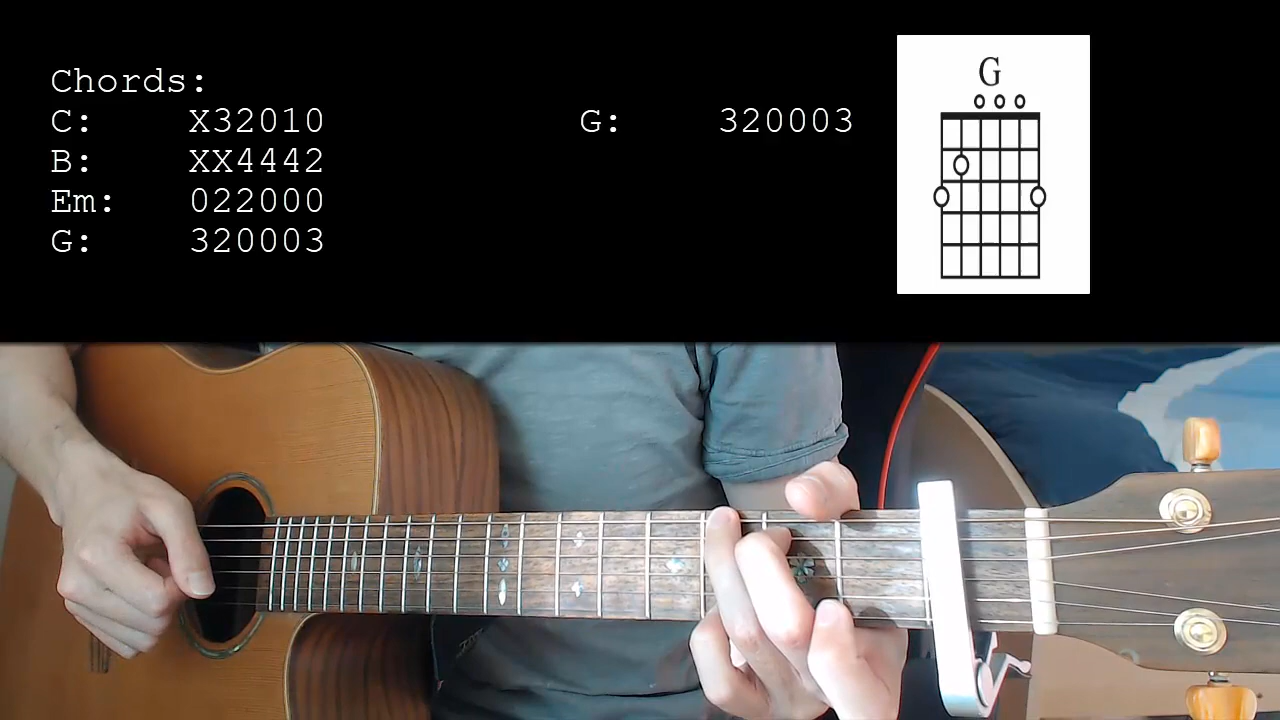 Chords:
C: X32010
B: XX4442
Em: 022000
G: 320003
G: 320003
G